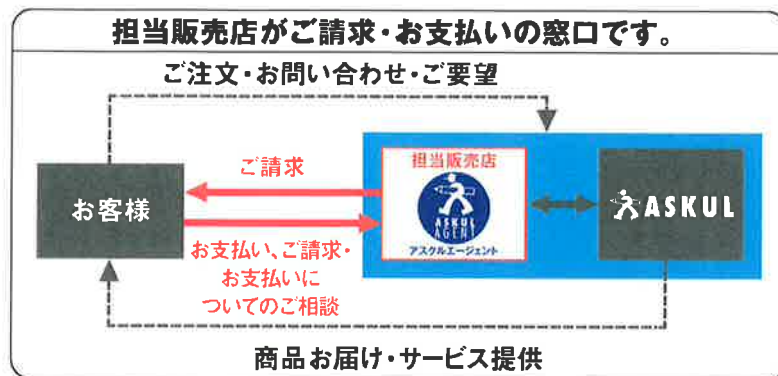 担当販売店がご請求・お支払いの窓口です。
ご注文・お問い合わせ・ご要望
ご請求
担当販売店
お客様
ASKUL
AGENT
アスクルエージェント
ASKUL
お支払い、ご請求・
お支払いに
ついてのご相談
商品お届け・サービス提供